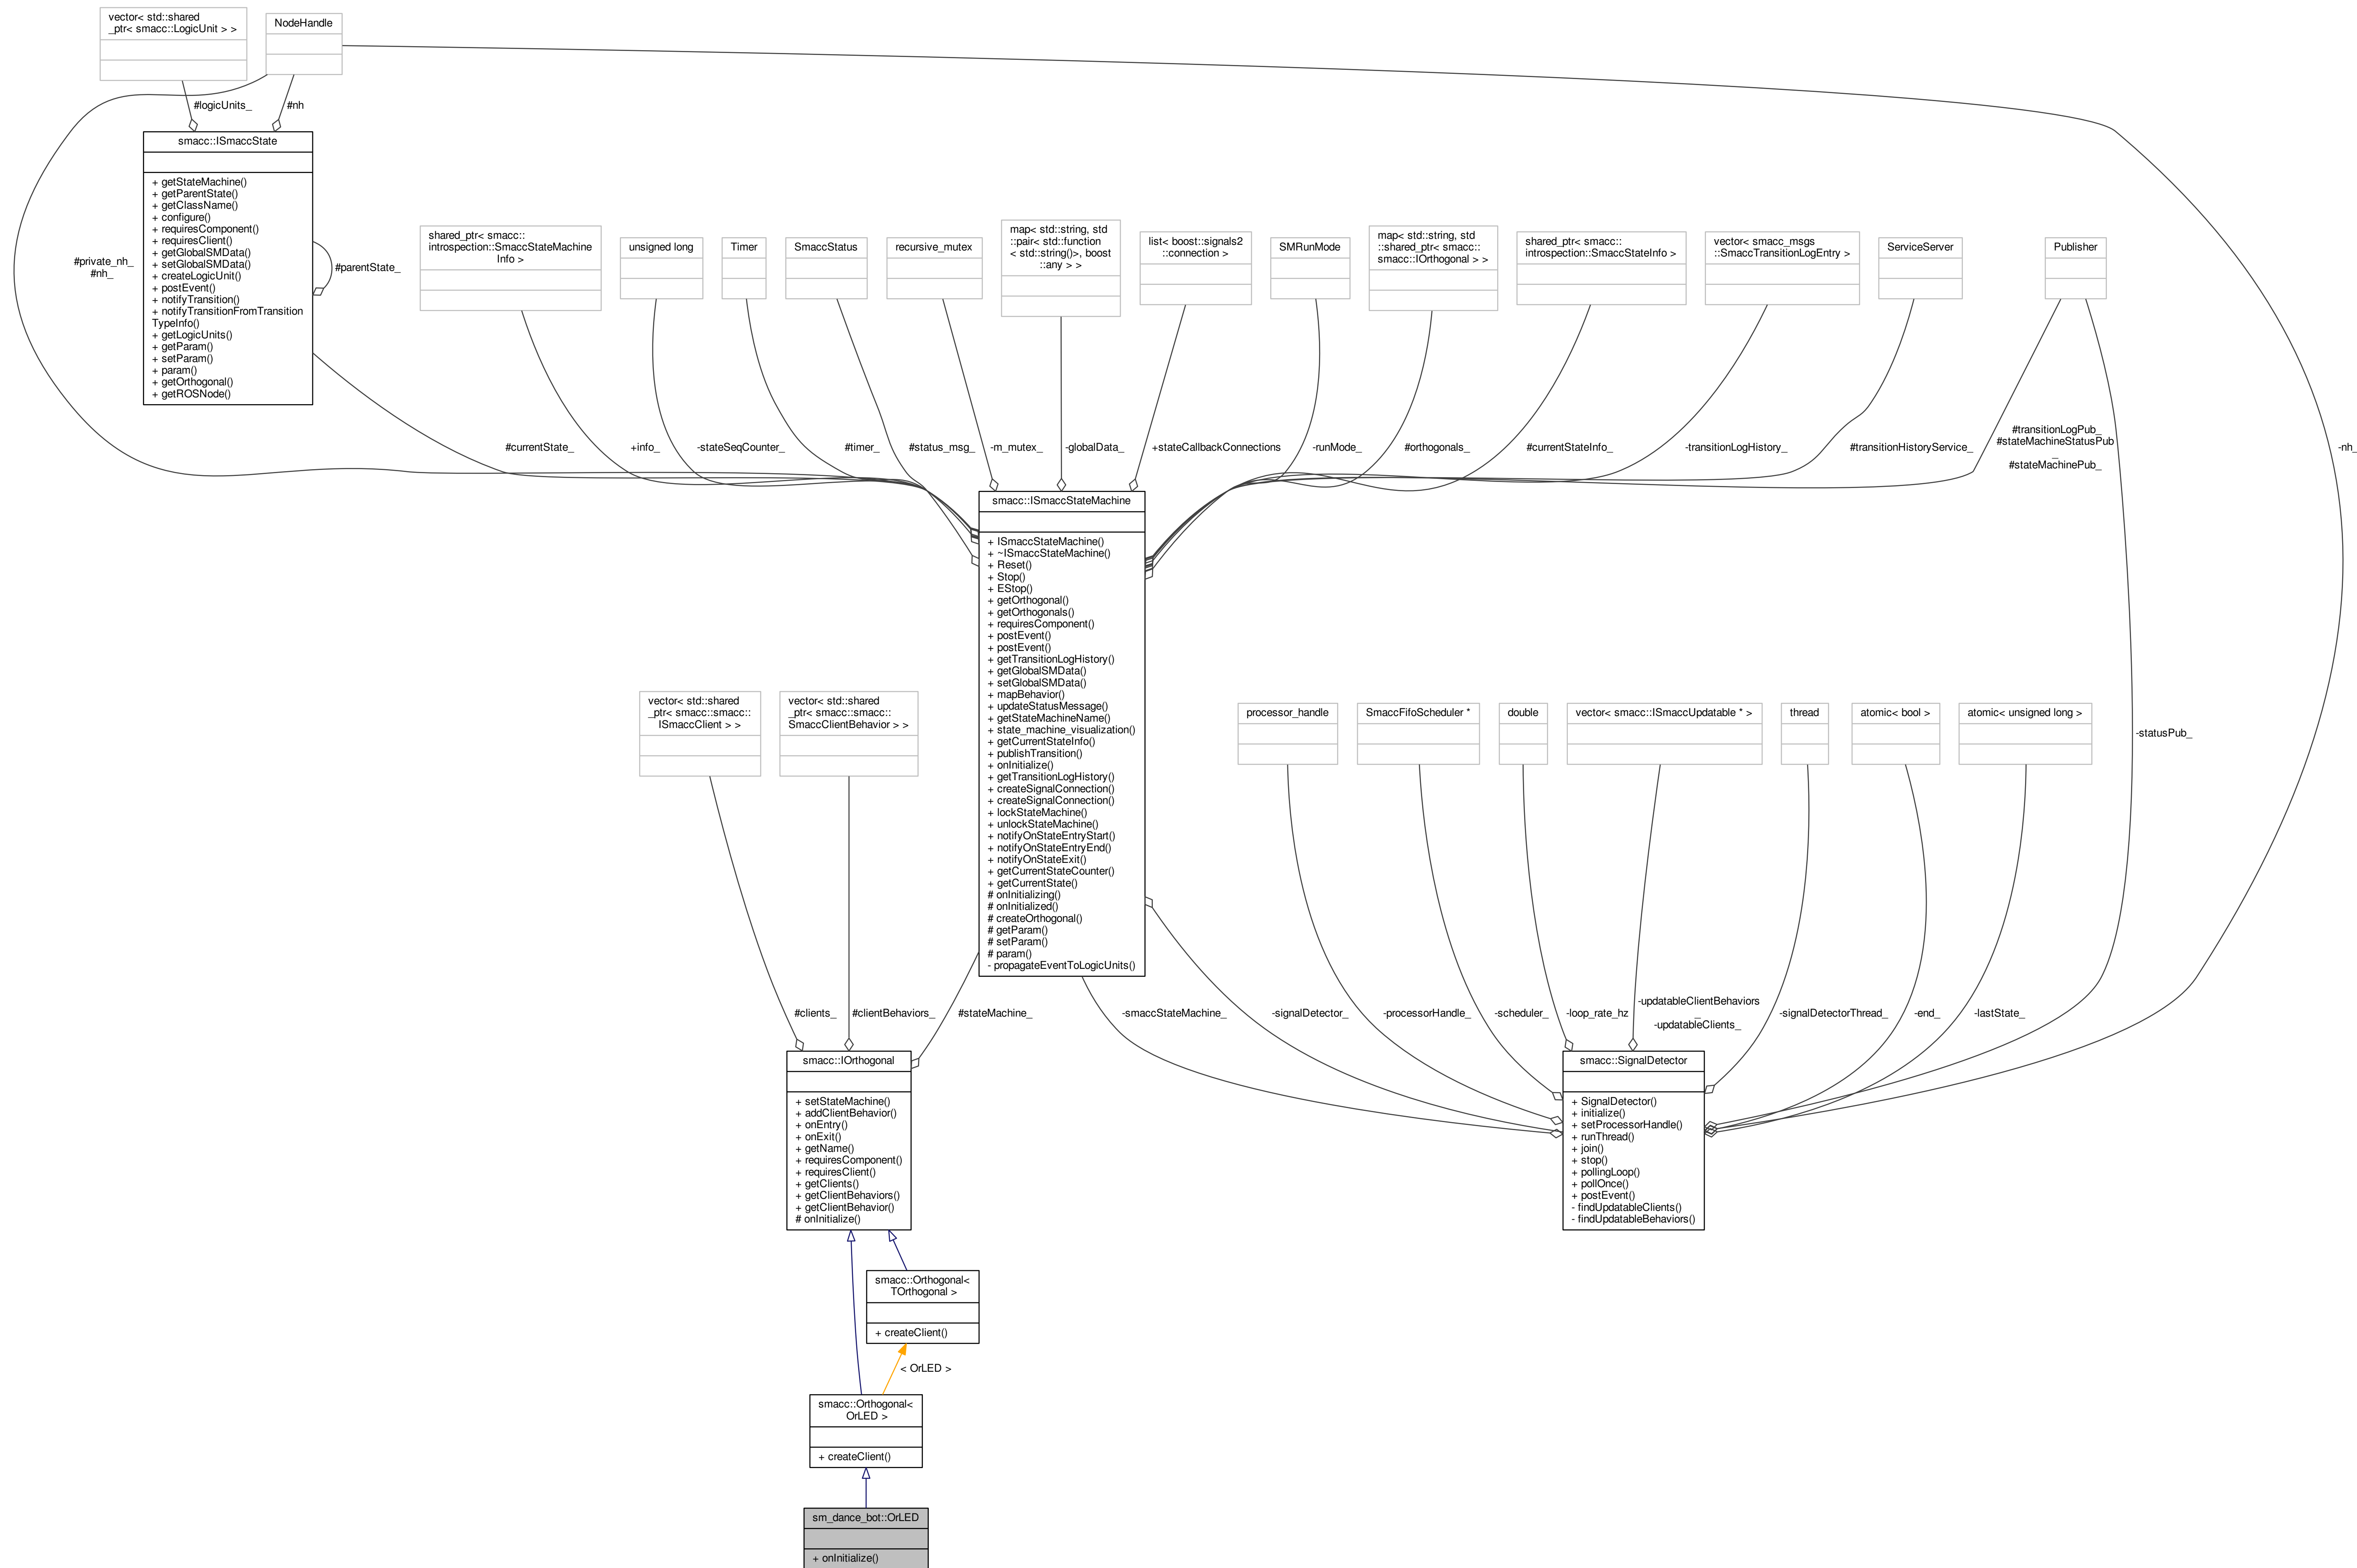 vector< std::shared
_ptr< smacc::LogicUnit > >
NodeHandle
#logicUnits_
#nh
smacc::ISmaccState
+ getStateMachine()
+ getParentState()
+ getClassName()
+ configure()
+ requiresComponent()
+ requiresClient()
+ getGlobalSMData()
+ setGlobalSMData()
+ createLogicUnit()
+ postEvent()
+ notifyTransition()
+ notifyTransitionFromTransition
TypeInfo()
+ getLogicUnits()
+ getParam()
+ setParam()
+ param()
+ getOrthogonal()
+ getROSNode()
#private_nh_
#nh_
#parentState_
shared_ptr< smacc::
introspection::SmaccStateMachine
Info >
unsigned long
Timer
SmaccStatus
recursive_mutex
map< std::string, std
::pair< std::function
< std::string()>, boost
::any > >
list< boost::signals2
::connection >
SMRunMode
map< std::string, std
::shared_ptr< smacc::
smacc::IOrthogonal > >
shared_ptr< smacc::
introspection::SmaccStateInfo >
vector< smacc_msgs
::SmaccTransitionLogEntry >
ServiceServer
Publisher
#currentState_
+info_
-stateSeqCounter_
#timer_
#status_msg_
-m_mutex_
-globalData_
+stateCallbackConnections
-runMode_
#orthogonals_
#currentStateInfo_
-transitionLogHistory_
#transitionHistoryService_
#transitionLogPub_
#stateMachineStatusPub
_
#stateMachinePub_
-nh_
smacc::ISmaccStateMachine
+ ISmaccStateMachine()
+ ~ISmaccStateMachine()
+ Reset()
+ Stop()
+ EStop()
+ getOrthogonal()
+ getOrthogonals()
+ requiresComponent()
+ postEvent()
+ postEvent()
+ getTransitionLogHistory()
+ getGlobalSMData()
+ setGlobalSMData()
+ mapBehavior()
+ updateStatusMessage()
+ getStateMachineName()
+ state_machine_visualization()
+ getCurrentStateInfo()
+ publishTransition()
+ onInitialize()
+ getTransitionLogHistory()
+ createSignalConnection()
+ createSignalConnection()
+ lockStateMachine()
+ unlockStateMachine()
+ notifyOnStateEntryStart()
+ notifyOnStateEntryEnd()
+ notifyOnStateExit()
+ getCurrentStateCounter()
+ getCurrentState()
# onInitializing()
# onInitialized()
# createOrthogonal()
# getParam()
# setParam()
# param()
- propagateEventToLogicUnits()
vector< std::shared
_ptr< smacc::smacc::
ISmaccClient > >
vector< std::shared
_ptr< smacc::smacc::
SmaccClientBehavior > >
processor_handle
SmaccFifoScheduler *
double
vector< smacc::ISmaccUpdatable * >
thread
atomic< bool >
atomic< unsigned long >
-statusPub_
#clients_
#clientBehaviors_
#stateMachine_
-smaccStateMachine_
-signalDetector_
-processorHandle_
-scheduler_
-loop_rate_hz
-updatableClientBehaviors
_
-updatableClients_
-signalDetectorThread_
-end_
-lastState_
smacc::IOrthogonal
+ setStateMachine()
+ addClientBehavior()
+ onEntry()
+ onExit()
+ getName()
+ requiresComponent()
+ requiresClient()
+ getClients()
+ getClientBehaviors()
+ getClientBehavior()
# onInitialize()
smacc::SignalDetector
+ SignalDetector()
+ initialize()
+ setProcessorHandle()
+ runThread()
+ join()
+ stop()
+ pollingLoop()
+ pollOnce()
+ postEvent()
- findUpdatableClients()
- findUpdatableBehaviors()
smacc::Orthogonal<
TOrthogonal >
+ createClient()
< OrLED >
smacc::Orthogonal<
OrLED >
+ createClient()
sm_dance_bot::OrLED
+ onInitialize()